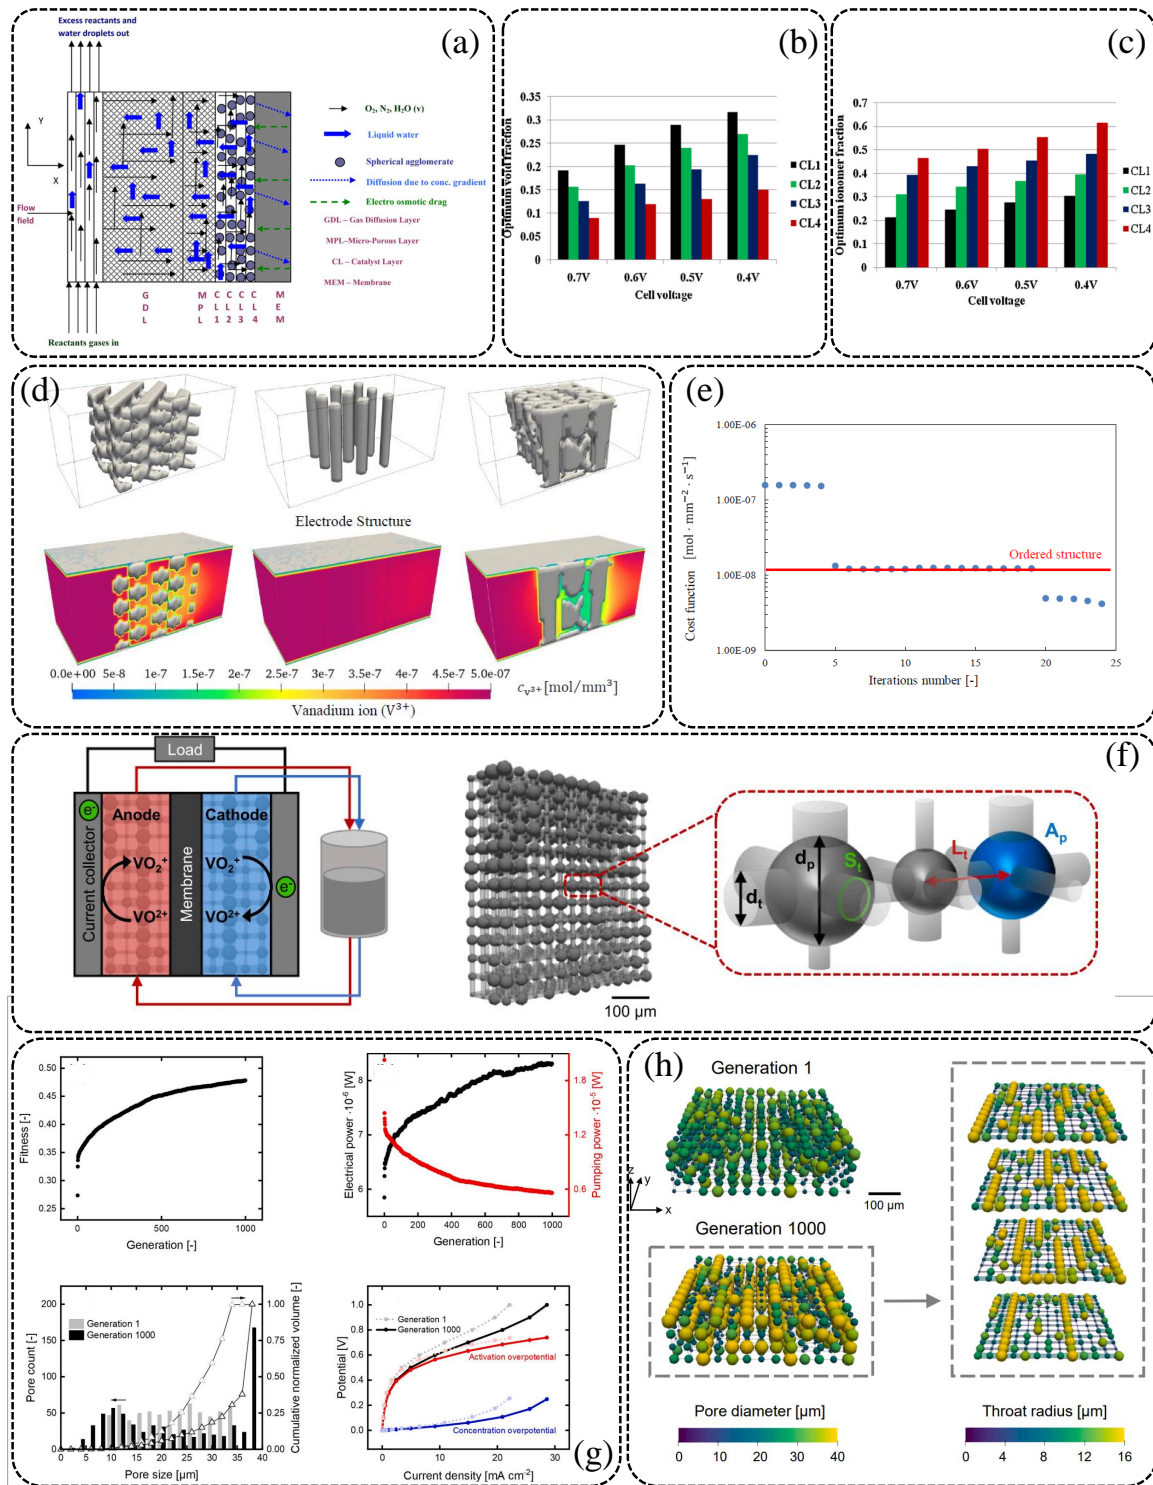 (a)
Excess reactants and
water droplets out
Y
X
Flow
field
O₂, N₂, H₂O (v)
Liquid water
Spherical agglomerate
Diffusion due to conc. gradient
Electro osmotic drag
GDL – Gas Diffusion Layer
MPL–Micro-Porous Layer
CL – Catalyst Layer
MEM – Membrane
GDL
MPL
CL1
CL2
CL3
CL4
MEM
Reactants gases in
(b)
Optimum void fraction
0.35
0.3
0.25
0.2
0.15
0.1
0.05
0
0.7V 0.6V 0.5V 0.4V
Cell voltage
CL1
CL2
CL3
CL4
(c)
Optimum ionomer fraction
0.7
0.6
0.5
0.4
0.3
0.2
0.1
0
0.7V 0.6V 0.5V 0.4V
Cell voltage
CL1
CL2
CL3
CL4
(d)
Electrode Structure
0.0e+00 5e-8 1e-7 1.5e-7 2e-7 2.5e-7 3e-7 3.5e-7 4e-7 4.5e-7 5.0e-07
Cᵥ³⁺ [mol/mm³]
Vanadium ion (V³⁺)
(e)
Cost function [mol · mm⁻² · s⁻¹]
1.00E-06
1.00E-07
1.00E-08
1.00E-09
Ordered structure
0 5 10 15 20 25
Iterations number [-]
(f)
Load
e⁻
Anode
Cathode
Current collector
Membrane
VO₂⁺
VO²⁺
VO₂⁺
VO²⁺
e⁻
100 µm
dₚ
dₜ
Sₜ
Lₜ
Aₚ
Fitness [-]
0.50
0.45
0.40
0.35
0.30
0.25
0 500 1000
Generation [-]
Electrical power ·10⁻⁶ [W]
8
7
6
1.8
1.2
0.6
Pumping power ·10⁻⁵ [W]
0 200 400 600 800 1000
Generation [-]
Pore count [-]
200
150
100
50
0
Generation 1
Generation 1000
1.00
0.75
0.50
0.25
0.00
Cumulative normalized volume [-]
0 5 10 15 20 25 30 35 40
Pore size [µm]
Potential [V]
1.0
0.8
0.6
0.4
0.2
0.0
Generation 1
Generation 1000
Activation overpotential
Concentration overpotential
0 10 20 30
Current density [mA cm⁻²]
(g)
(h)
Generation 1
z
y
x
100 µm
Generation 1000
Pore diameter [µm]
0 10 20 30 40
Throat radius [µm]
0 4 8 12 16